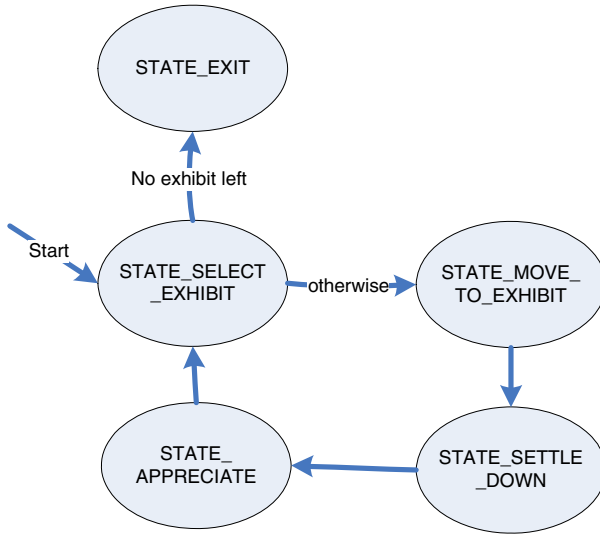 STATE_EXIT
No exhibit left
Start
STATE_SELECT
_EXHIBIT
otherwise
STATE_MOVE_
TO_EXHIBIT
STATE_
APPRECIATE
STATE_SETTLE
_DOWN